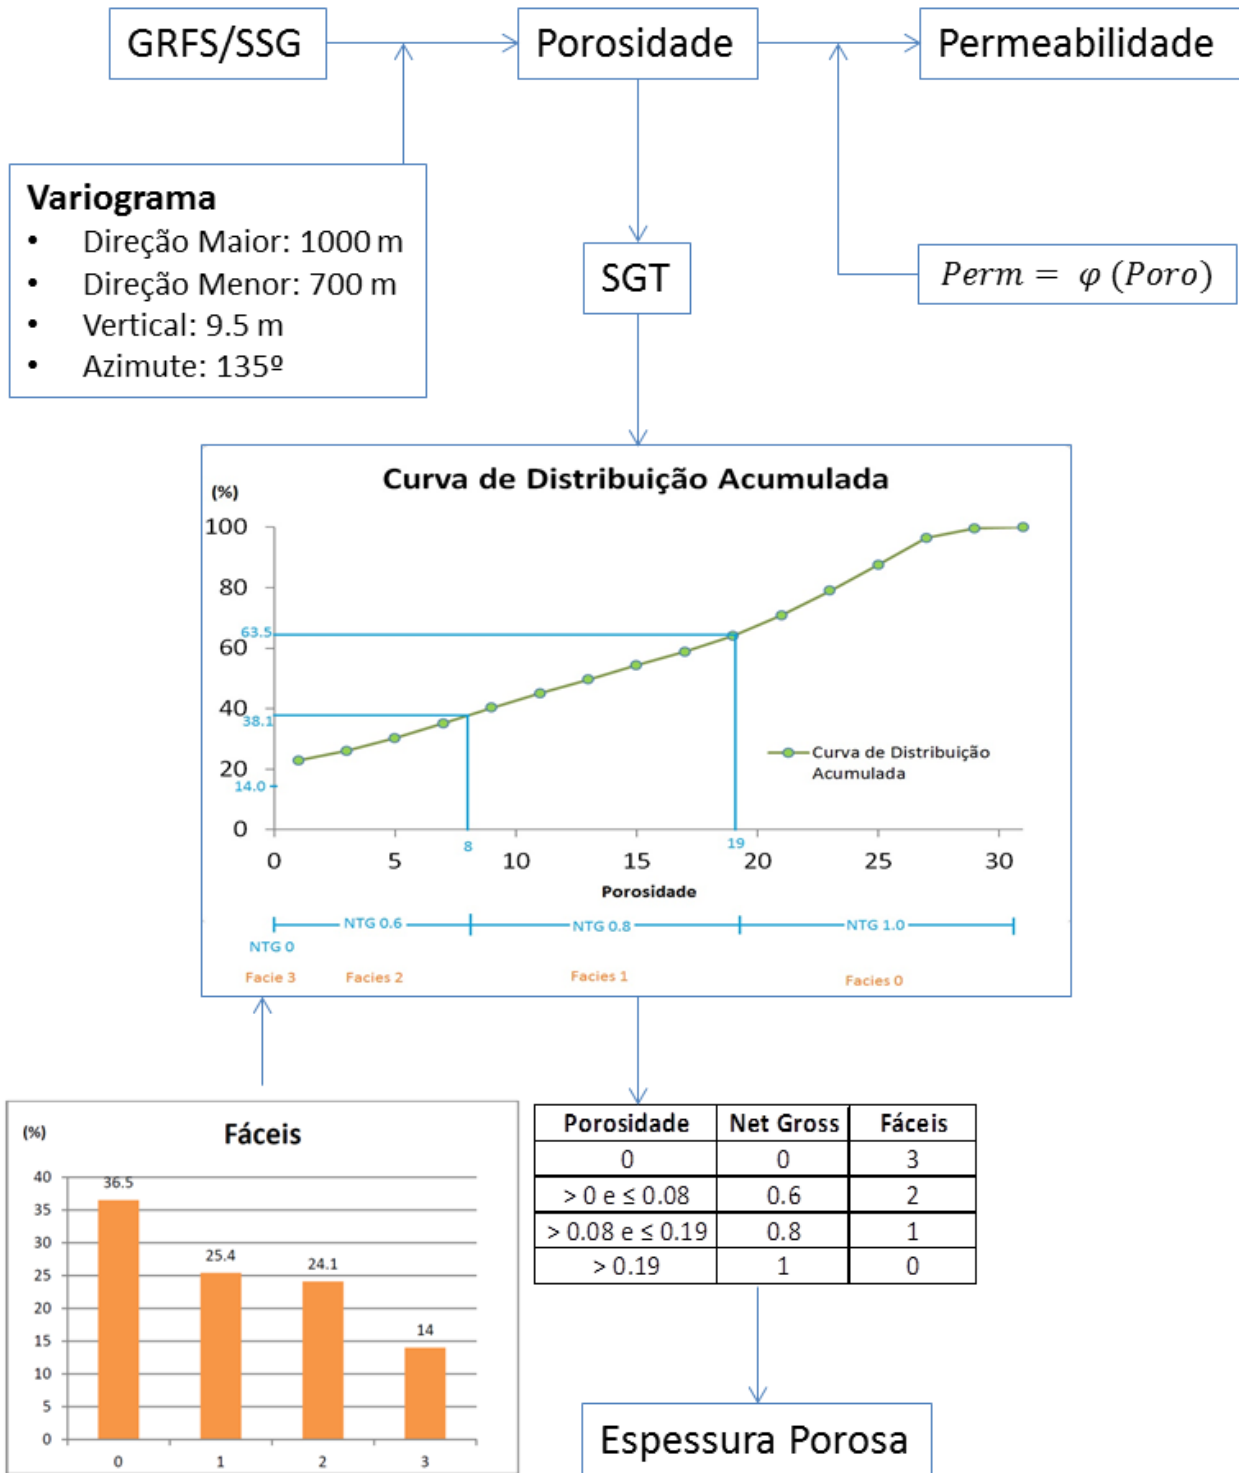 GRFS/SSG
Porosidade
Permeabilidade
Variograma
• Direção Maior: 1000 m
• Direção Menor: 700 m
• Vertical: 9.5 m
• Azimute: 135º
SGT
Perm = φ (Poro)
Curva de Distribuição Acumulada
(%)
100
80
63.5
60
40
38.1
20
14.0
0
Curva de Distribuição
Acumulada
0 5 8 10 15 19 20 25 30
Porosidade
NTG 0.6 NTG 0.8 NTG 1.0
NTG 0
Facie 3 Facies 2 Facies 1 Facies 0
(%)
Fáceis
40
35
30
25
20
15
10
5
0
36.5
25.4
24.1
14
0 1 2 3
Porosidade Net Gross Fáceis
0 0 3
> 0 e ≤ 0.08 0.6 2
> 0.08 e ≤ 0.19 0.8 1
> 0.19 1 0
Espessura Porosa